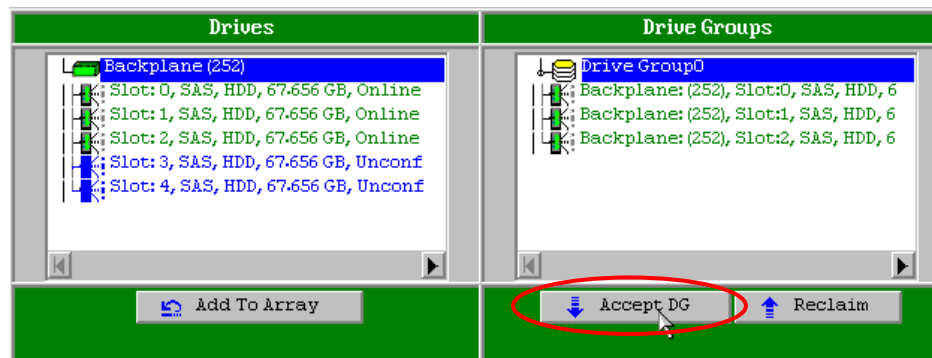 Drives
Backplane (252)
Slot: 0, SAS, HDD, 67.656 GB, Online
Slot: 1, SAS, HDD, 67.656 GB, Online
Slot: 2, SAS, HDD, 67.656 GB, Online
Slot: 3, SAS, HDD, 67.656 GB, Unconf
Slot: 4, SAS, HDD, 67.656 GB, Unconf
Add To Array
Drive Groups
Drive Group0
Backplane: (252), Slot:0, SAS, HDD, 6
Backplane: (252), Slot:1, SAS, HDD, 6
Backplane: (252), Slot:2, SAS, HDD, 6
Accept DG
Reclaim